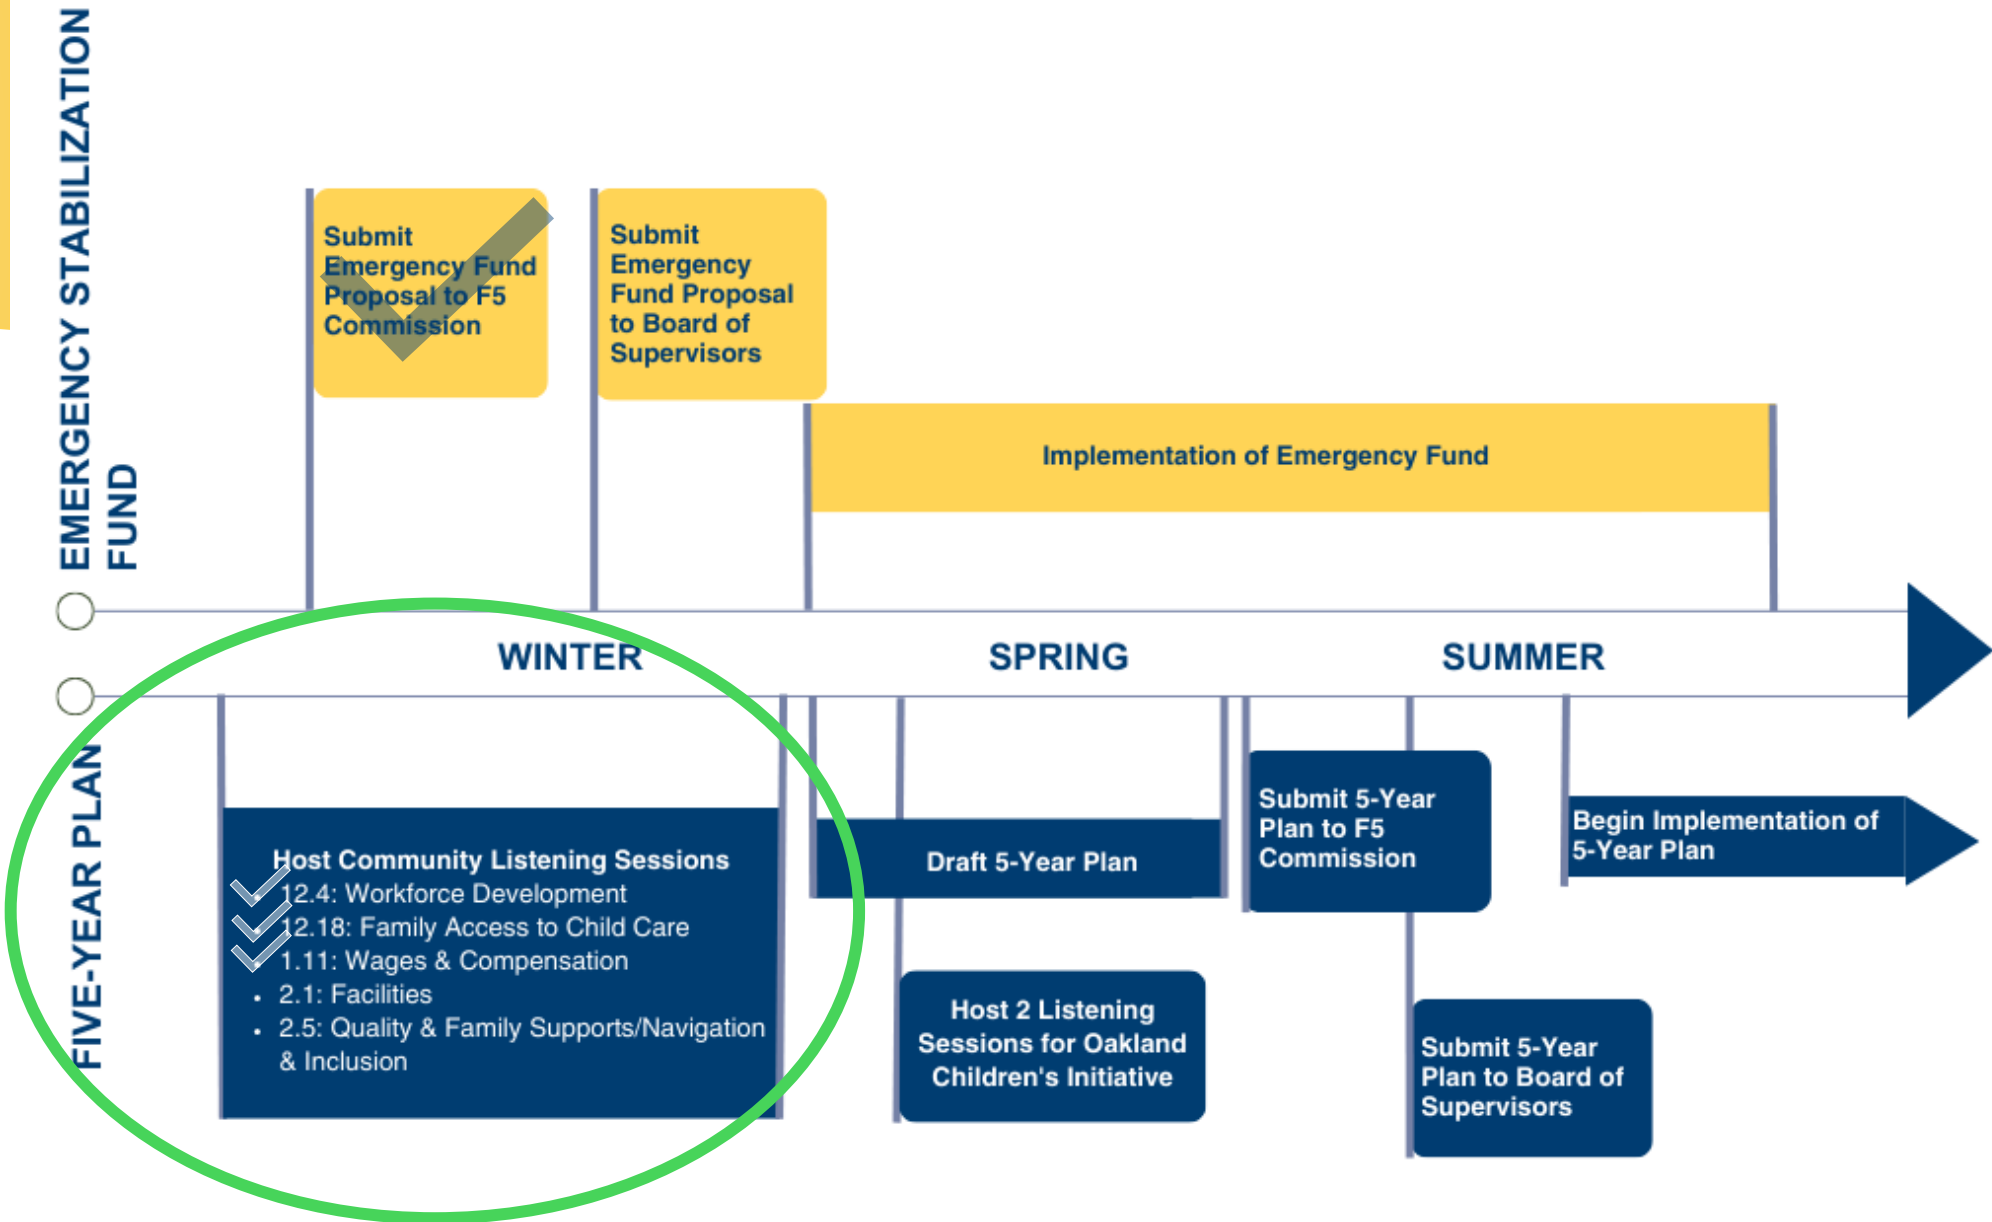 EMERGENCY STABILIZATION
FUND
Submit
Emergency Fund
Proposal to F5
Commission
Submit
Emergency
Fund Proposal
to Board of
Supervisors
Implementation of Emergency Fund
WINTER
SPRING
SUMMER
FIVE-YEAR PLAN
Host Community Listening Sessions
12.4: Workforce Development
12.18: Family Access to Child Care
1.11: Wages & Compensation
2.1: Facilities
2.5: Quality & Family Supports/Navigation
& Inclusion
Draft 5-Year Plan
Host 2 Listening
Sessions for Oakland
Children's Initiative
Submit 5-Year
Plan to F5
Commission
Submit 5-Year
Plan to Board of
Supervisors
Begin Implementation of
5-Year Plan